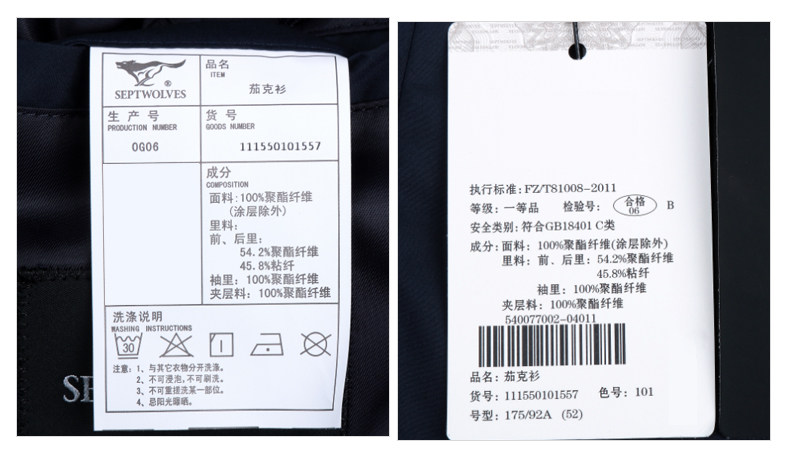 SEPTWOLVES
®
品名
ITEM
茄克衫
生产号
PRODUCTION NUMBER
0G06
货号
GOODS NUMBER
111550101557
成分
COMPOSITION
面料:100%聚酯纤维
(涂层除外)
里料:
前、后里:
54.2%聚酯纤维
45.8%粘纤
袖里: 100%聚酯纤维
夹层料: 100%聚酯纤维
洗涤说明
WASHING INSTRUCTIONS
30
注意: 1、与其它衣物分开洗涤。
2、不可浸泡,不可刷洗。
3、不可重搓洗某一部位。
4、忌阳光曝晒。
SEP
执行标准:FZ/T81008-2011
等级: 一等品 检验号: 合格 06 B
安全类别: 符合GB18401 C类
成分: 面料: 100%聚酯纤维(涂层除外)
里料: 前、后里: 54.2%聚酯纤维
45.8%粘纤
袖里: 100%聚酯纤维
夹层料: 100%聚酯纤维
540077002-04011
品名: 茄克衫
货号: 111550101557 色号: 101
号型: 175/92A (52)